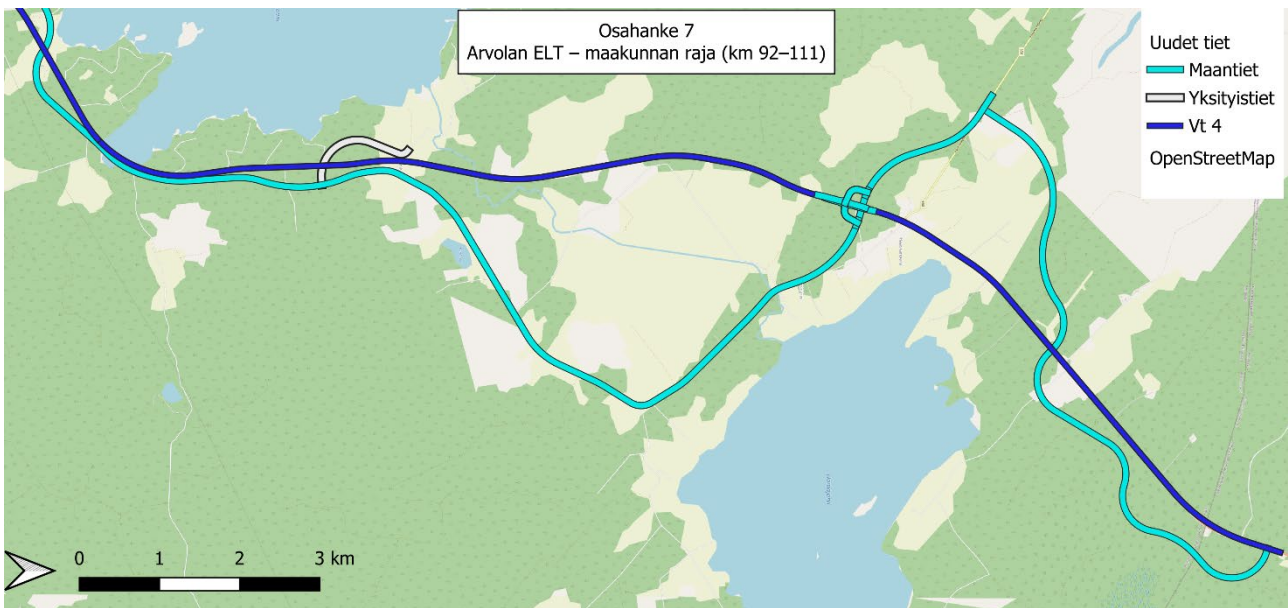 Osahanke 7
Arvolan ELT – maakunnan raja (km 92–111)
Uudet tiet
Maantiet
Yksityistiet
Vt 4
OpenStreetMap
0 1 2 3 km